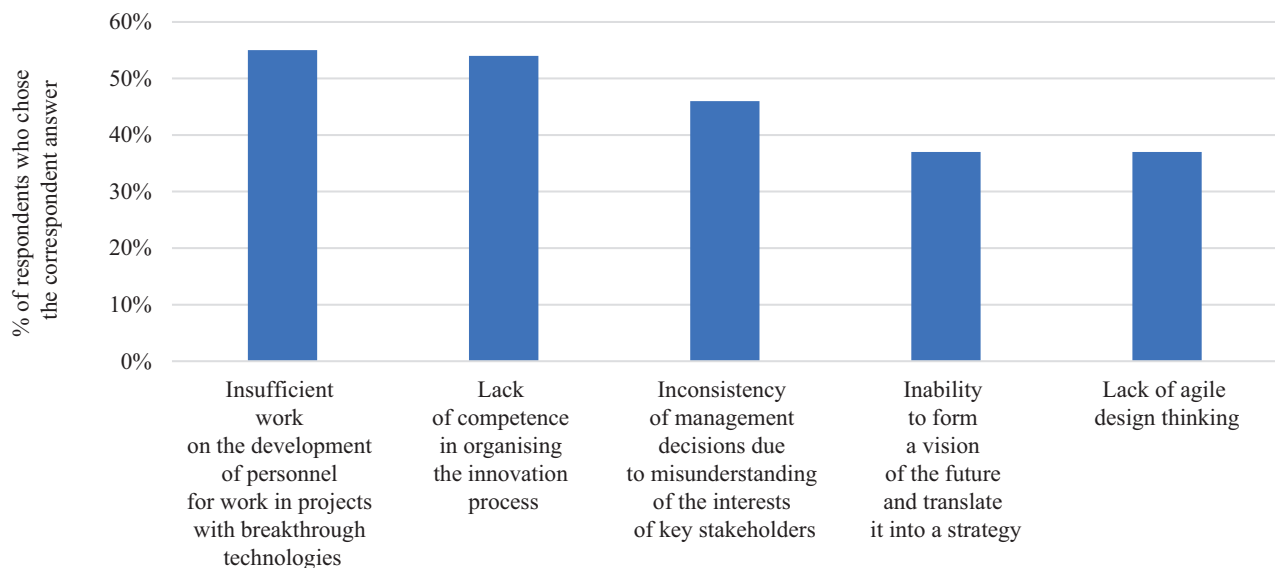 % of respondents who chose
the correspondent answer
60%
50%
40%
30%
20%
10%
0%
Insufficient
work
on the development
of personnel
for work in projects
with breakthrough
technologies
Lack
of competence
in organising
the innovation
process
Inconsistency
of management
decisions due
to misunderstanding
of the interests
of key stakeholders
Inability
to form
a vision
of the future
and translate
it into a strategy
Lack of agile
design thinking